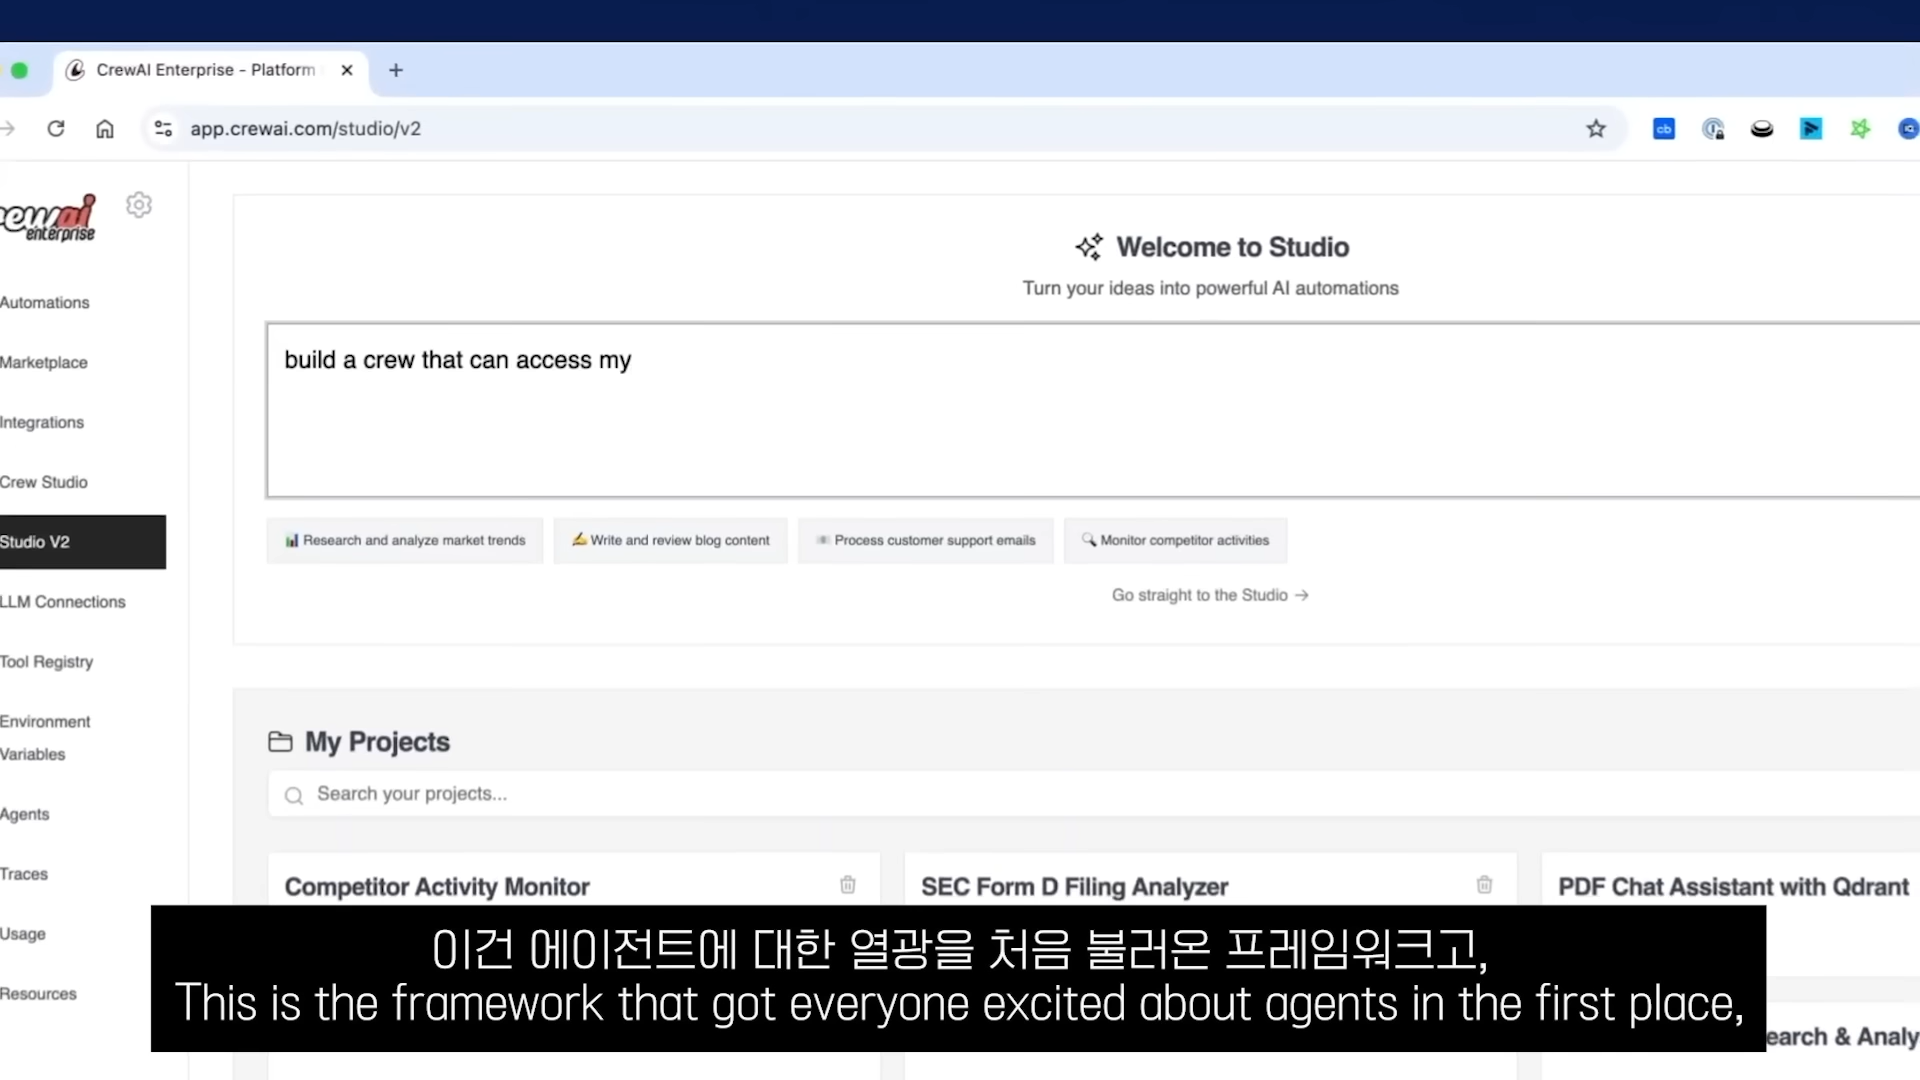 CrewAI Enterprise - Platform
app.crewai.com/studio/v2
cb
ewai
enterprise
Automations
Marketplace
Integrations
Crew Studio
Studio V2
LLM Connections
Tool Registry
Environment
Variables
Agents
Traces
Usage
Resources
Welcome to Studio
Turn your ideas into powerful AI automations
build a crew that can access my
Research and analyze market trends
Write and review blog content
Process customer support emails
Monitor competitor activities
Go straight to the Studio →
My Projects
Search your projects...
Competitor Activity Monitor
SEC Form D Filing Analyzer
PDF Chat Assistant with Qdrant
earch & Analy
이건 에이전트에 대한 열광을 처음 불러온 프레임워크고,
This is the framework that got everyone excited about agents in the first place,